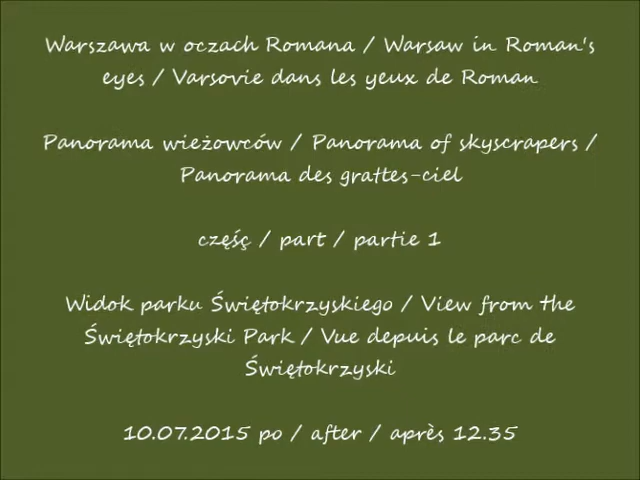 Warszawa w oczach Romana / Warsaw in Roman's
eyes / Varsovie dans les yeux de Roman
Panorama wieżowców / Panorama of skyscrapers /
Panorama des grattes-ciel
częśç / part / partie 1
Widok parku Świętokrzyskiego / View from the
Świętokrzyski Park / Vue depuis le parc de
Świętokrzyski
10.07.2015 po / after / après 12.35